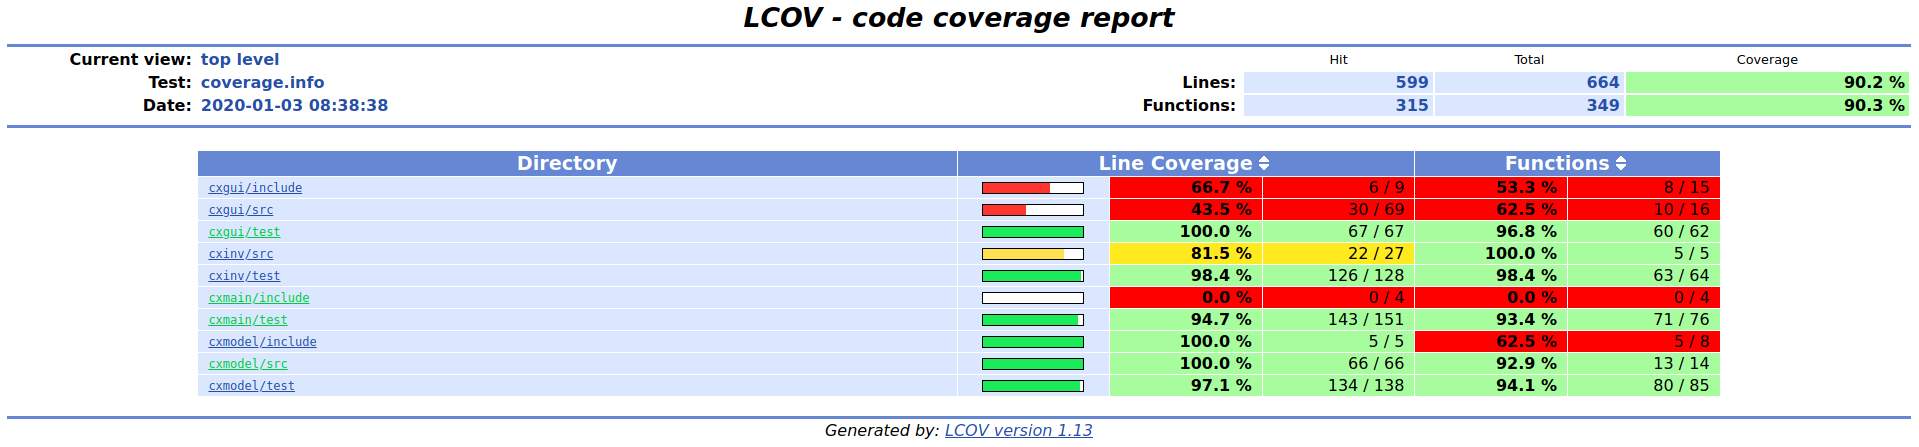 LCOV - code coverage report
Current view: top level
Hit Total Coverage
Test: coverage.info
Lines: 599 664 90.2 %
Date: 2020-01-03 08:38:38
Functions: 315 349 90.3 %
Directory Line Coverage Functions
cxgui/include 66.7 % 6 / 9 53.3 % 8 / 15
cxgui/src 43.5 % 30 / 69 62.5 % 10 / 16
cxgui/test 100.0 % 67 / 67 96.8 % 60 / 62
cxinv/src 81.5 % 22 / 27 100.0 % 5 / 5
cxinv/test 98.4 % 126 / 128 98.4 % 63 / 64
cxmain/include 0.0 % 0 / 4 0.0 % 0 / 4
cxmain/test 94.7 % 143 / 151 93.4 % 71 / 76
cxmodel/include 100.0 % 5 / 5 62.5 % 5 / 8
cxmodel/src 100.0 % 66 / 66 92.9 % 13 / 14
cxmodel/test 97.1 % 134 / 138 94.1 % 80 / 85
Generated by: LCOV version 1.13